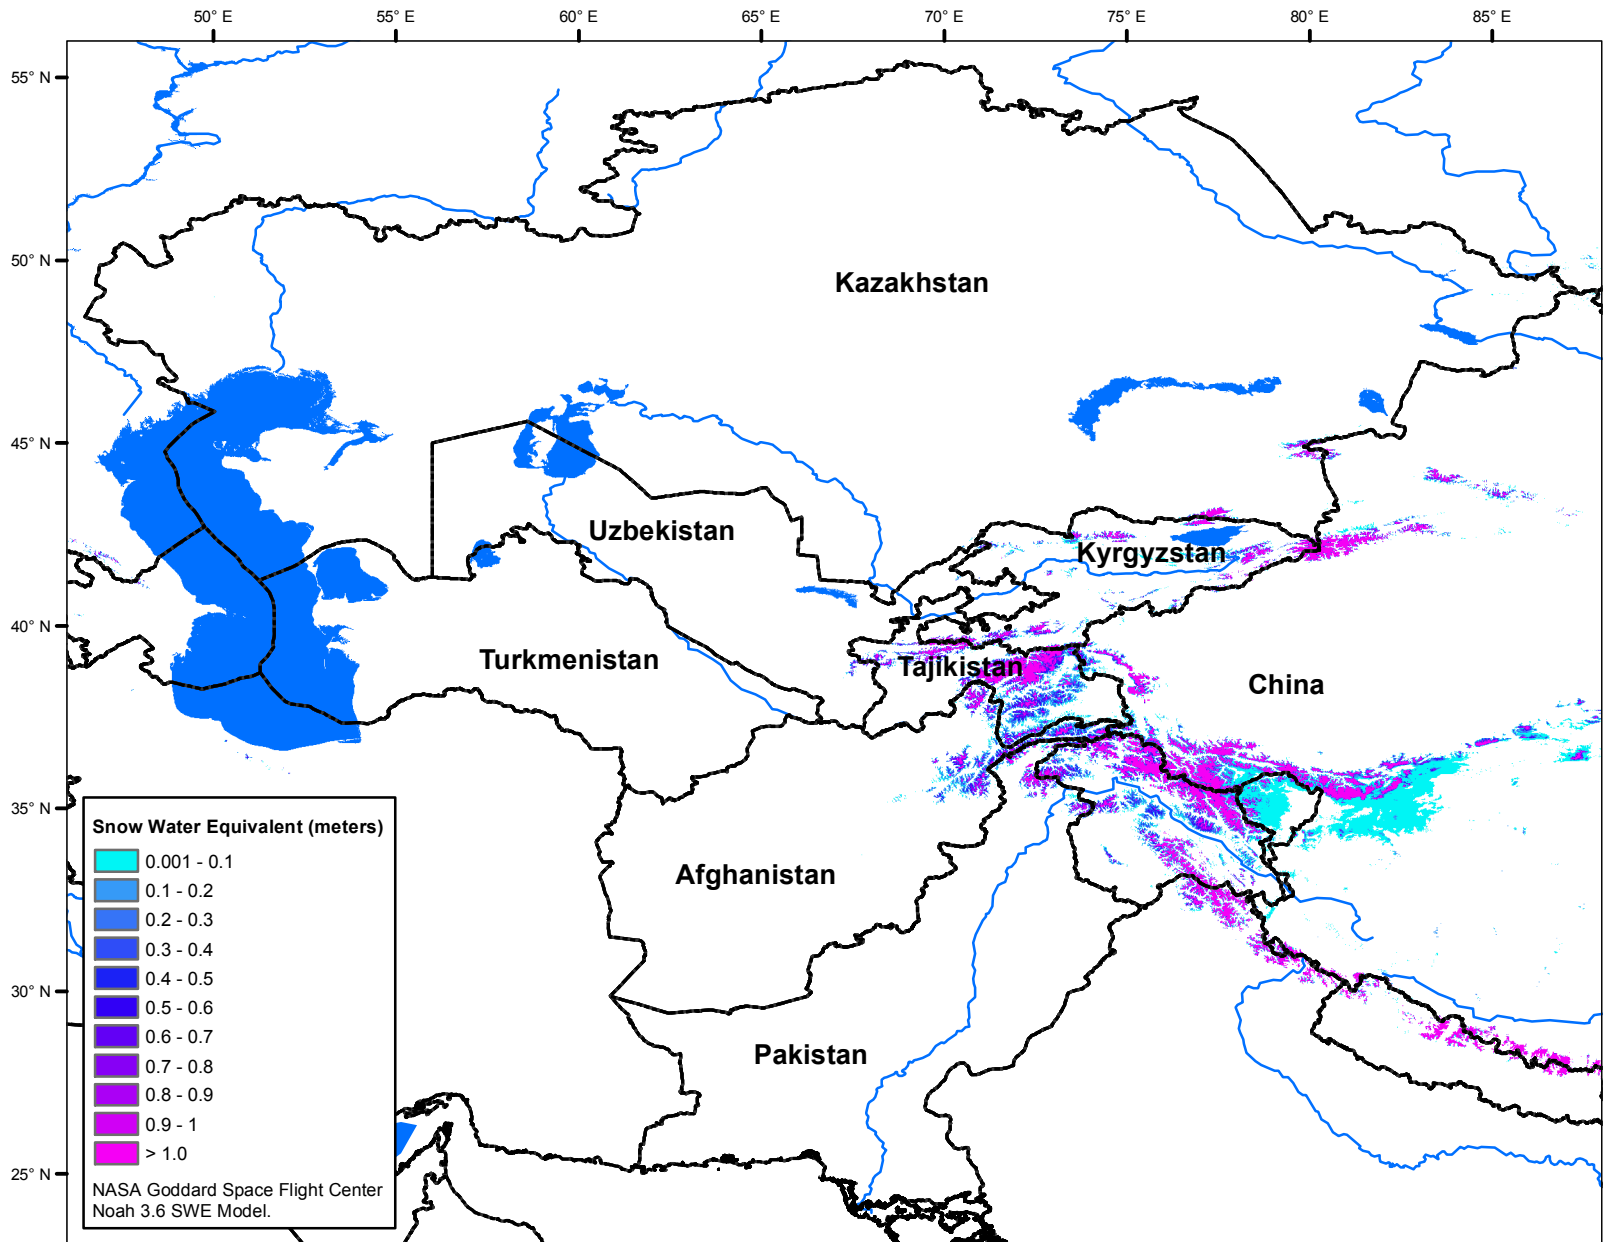 50° E 55° E 60° E 65° E 70° E 75° E 80° E 85° E
55° N
50° N
45° N
40° N
35° N
30° N
25° N
Kazakhstan
Uzbekistan
Kyrgyzstan
Turkmenistan
Tajikistan
China
Afghanistan
Pakistan
Snow Water Equivalent (meters)
0.001 - 0.1
0.1 - 0.2
0.2 - 0.3
0.3 - 0.4
0.4 - 0.5
0.5 - 0.6
0.6 - 0.7
0.7 - 0.8
0.8 - 0.9
0.9 - 1
> 1.0
NASA Goddard Space Flight Center
Noah 3.6 SWE Model.